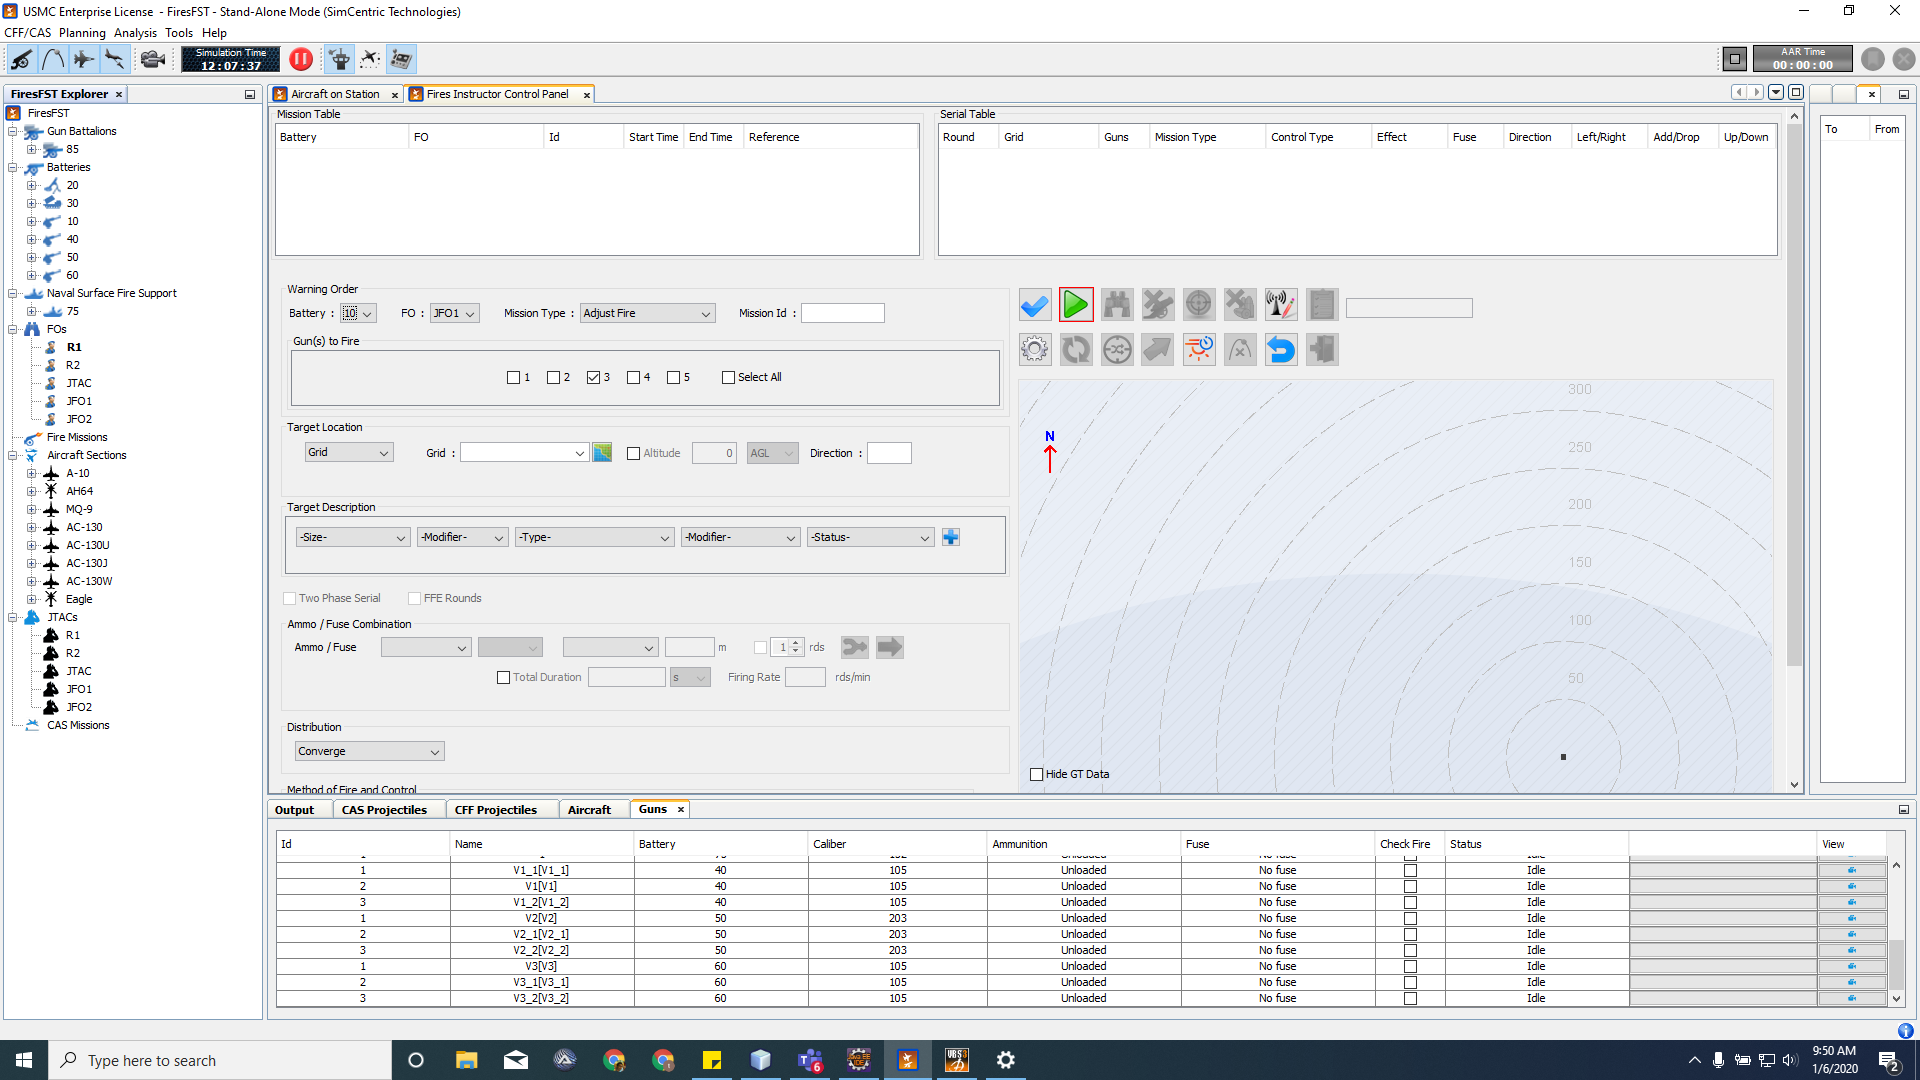 USMC Enterprise License - FiresFST - Stand-Alone Mode (SimCentric Technologies)
CFF/CAS Planning Analysis Tools Help
Simulation Time
12:07:37
AAR Time
00:00:00
FiresFST Explorer
FiresFST
Gun Battalions
85
Batteries
20
30
10
40
50
60
Naval Surface Fire Support
75
FOs
R1
R2
JTAC
JFO1
JFO2
Fire Missions
Aircraft Sections
A-10
AH64
MQ-9
AC-130
AC-130U
AC-130J
AC-130W
Eagle
JTACs
R1
R2
JTAC
JFO1
JFO2
CAS Missions
Aircraft on Station Fires Instructor Control Panel
Mission Table
Battery FO Id Start Time End Time Reference
Serial Table
Round Grid Guns Mission Type Control Type Effect Fuse Direction Left/Right Add/Drop Up/Down
To From
Warning Order
Battery : 10 FO : JFO1 Mission Type : Adjust Fire Mission Id :
Gun(s) to Fire
1 2 3 4 5 Select All
Target Location
Grid Grid : Altitude 0 AGL Direction :
Target Description
-Size- -Modifier- -Type- -Modifier- -Status-
Two Phase Serial FFE Rounds
Ammo / Fuse Combination
Ammo / Fuse m 1 rds
Total Duration s Firing Rate rds/min
Distribution
Converge
Method of Fire and Control
N
300
250
200
150
100
50
Hide GT Data
Output CAS Projectiles CFF Projectiles Aircraft Guns
Id Name Battery Caliber Ammunition Fuse Check Fire Status View
1 V1_1[V1_1] 40 105 Unloaded No fuse Idle
2 V1[V1] 40 105 Unloaded No fuse Idle
3 V1_2[V1_2] 40 105 Unloaded No fuse Idle
1 V2[V2] 50 203 Unloaded No fuse Idle
2 V2_1[V2_1] 50 203 Unloaded No fuse Idle
3 V2_2[V2_2] 50 203 Unloaded No fuse Idle
1 V3[V3] 60 105 Unloaded No fuse Idle
2 V3_1[V3_1] 60 105 Unloaded No fuse Idle
3 V3_2[V3_2] 60 105 Unloaded No fuse Idle
Type here to search
6
VBS3
9:50 AM
1/6/2020
2